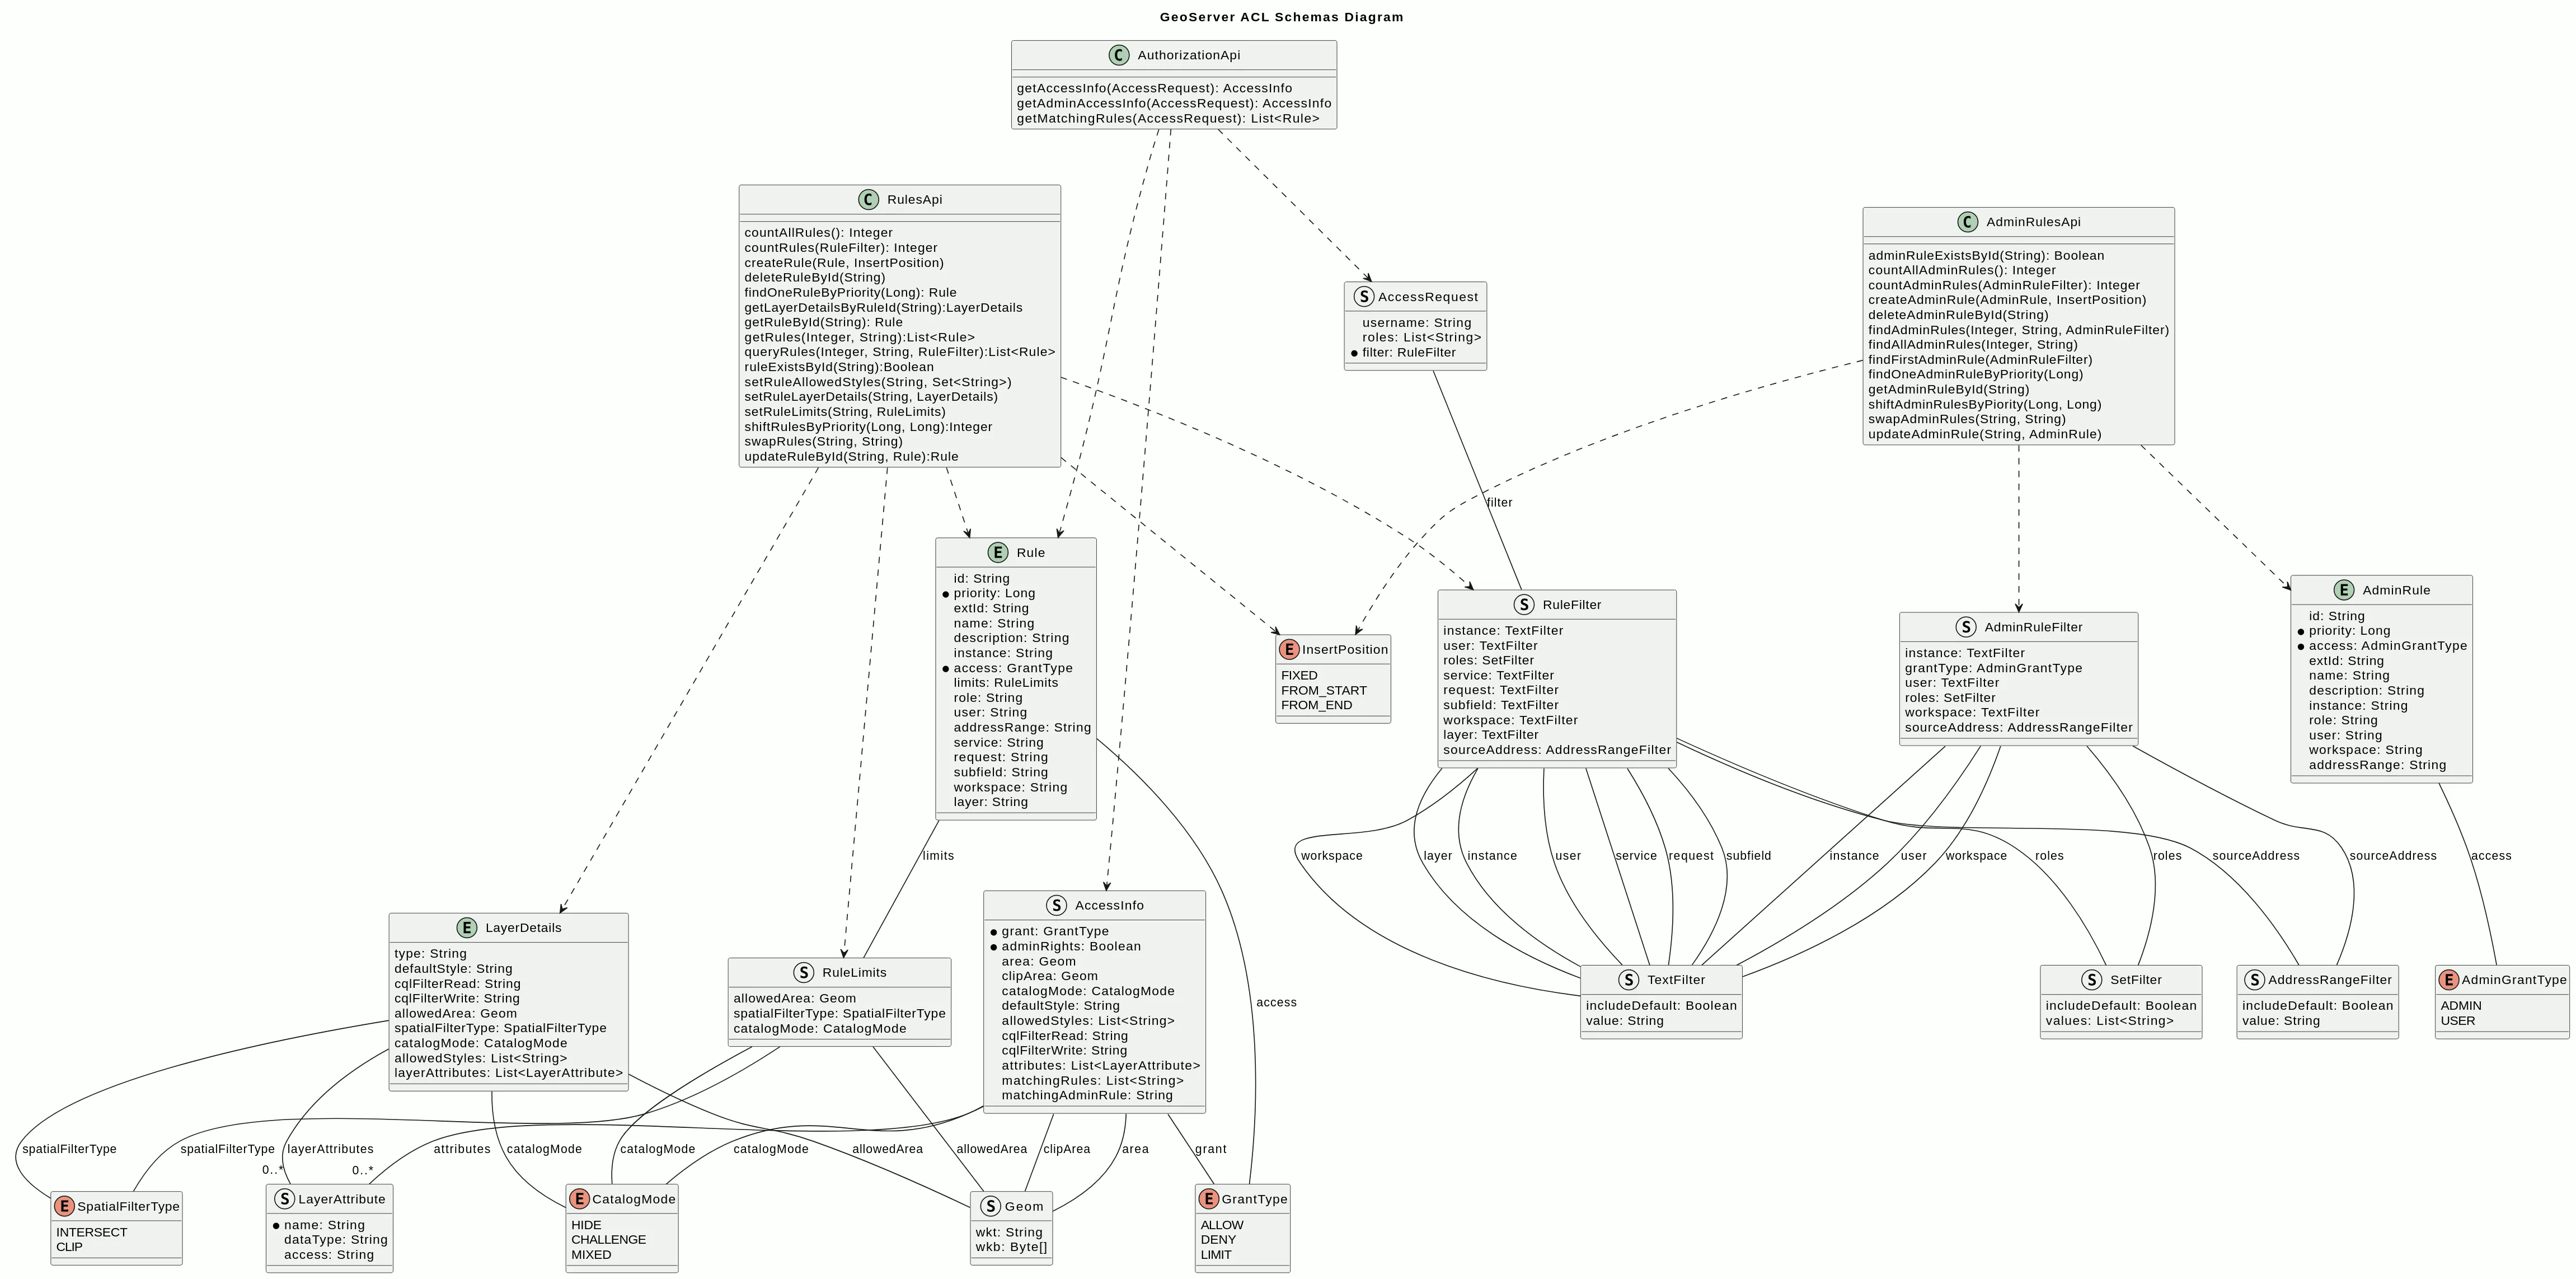 GeoServer ACL Schemas Diagram
C AuthorizationApi
getAccessInfo(AccessRequest): AccessInfo
getAdminAccessInfo(AccessRequest): AccessInfo
getMatchingRules(AccessRequest): List<Rule>
C RulesApi
countAllRules(): Integer
countRules(RuleFilter): Integer
createRule(Rule, InsertPosition)
deleteRuleById(String)
findOneRuleByPriority(Long): Rule
getLayerDetailsByRuleId(String):LayerDetails
getRuleById(String): Rule
getRules(Integer, String):List<Rule>
queryRules(Integer, String, RuleFilter):List<Rule>
ruleExistsById(String):Boolean
setRuleAllowedStyles(String, Set<String>)
setRuleLayerDetails(String, LayerDetails)
setRuleLimits(String, RuleLimits)
shiftRulesByPriority(Long, Long):Integer
swapRules(String, String)
updateRuleById(String, Rule):Rule
S AccessRequest
username: String
roles: List<String>
filter: RuleFilter
C AdminRulesApi
adminRuleExistsById(String): Boolean
countAllAdminRules(): Integer
countAdminRules(AdminRuleFilter): Integer
createAdminRule(AdminRule, InsertPosition)
deleteAdminRuleById(String)
findAdminRules(Integer, String, AdminRuleFilter)
findAllAdminRules(Integer, String)
findFirstAdminRule(AdminRuleFilter)
findOneAdminRuleByPriority(Long)
getAdminRuleById(String)
shiftAdminRulesByPiority(Long, Long)
swapAdminRules(String, String)
updateAdminRule(String, AdminRule)
filter
E Rule
id: String
priority: Long
extId: String
name: String
description: String
instance: String
access: GrantType
limits: RuleLimits
role: String
user: String
addressRange: String
service: String
request: String
subfield: String
workspace: String
layer: String
E InsertPosition
FIXED
FROM_START
FROM_END
S RuleFilter
instance: TextFilter
user: TextFilter
roles: SetFilter
service: TextFilter
request: TextFilter
subfield: TextFilter
workspace: TextFilter
layer: TextFilter
sourceAddress: AddressRangeFilter
S AdminRuleFilter
instance: TextFilter
grantType: AdminGrantType
user: TextFilter
roles: SetFilter
workspace: TextFilter
sourceAddress: AddressRangeFilter
E AdminRule
id: String
priority: Long
access: AdminGrantType
extId: String
name: String
description: String
instance: String
role: String
user: String
workspace: String
addressRange: String
limits
workspace
layer
instance
user
service
request
subfield
instance
user
workspace
roles
roles
sourceAddress
sourceAddress
access
E LayerDetails
type: String
defaultStyle: String
cqlFilterRead: String
cqlFilterWrite: String
allowedArea: Geom
spatialFilterType: SpatialFilterType
catalogMode: CatalogMode
allowedStyles: List<String>
layerAttributes: List<LayerAttribute>
S RuleLimits
allowedArea: Geom
spatialFilterType: SpatialFilterType
catalogMode: CatalogMode
S AccessInfo
grant: GrantType
adminRights: Boolean
area: Geom
clipArea: Geom
catalogMode: CatalogMode
defaultStyle: String
allowedStyles: List<String>
cqlFilterRead: String
cqlFilterWrite: String
attributes: List<LayerAttribute>
matchingRules: List<String>
matchingAdminRule: String
access
S TextFilter
includeDefault: Boolean
value: String
S SetFilter
includeDefault: Boolean
values: List<String>
S AddressRangeFilter
includeDefault: Boolean
value: String
E AdminGrantType
ADMIN
USER
spatialFilterType
spatialFilterType
layerAttributes
attributes
catalogMode
catalogMode
catalogMode
allowedArea
allowedArea
clipArea
area
grant
0..*
0..*
E SpatialFilterType
INTERSECT
CLIP
S LayerAttribute
name: String
dataType: String
access: String
E CatalogMode
HIDE
CHALLENGE
MIXED
S Geom
wkt: String
wkb: Byte[]
E GrantType
ALLOW
DENY
LIMIT